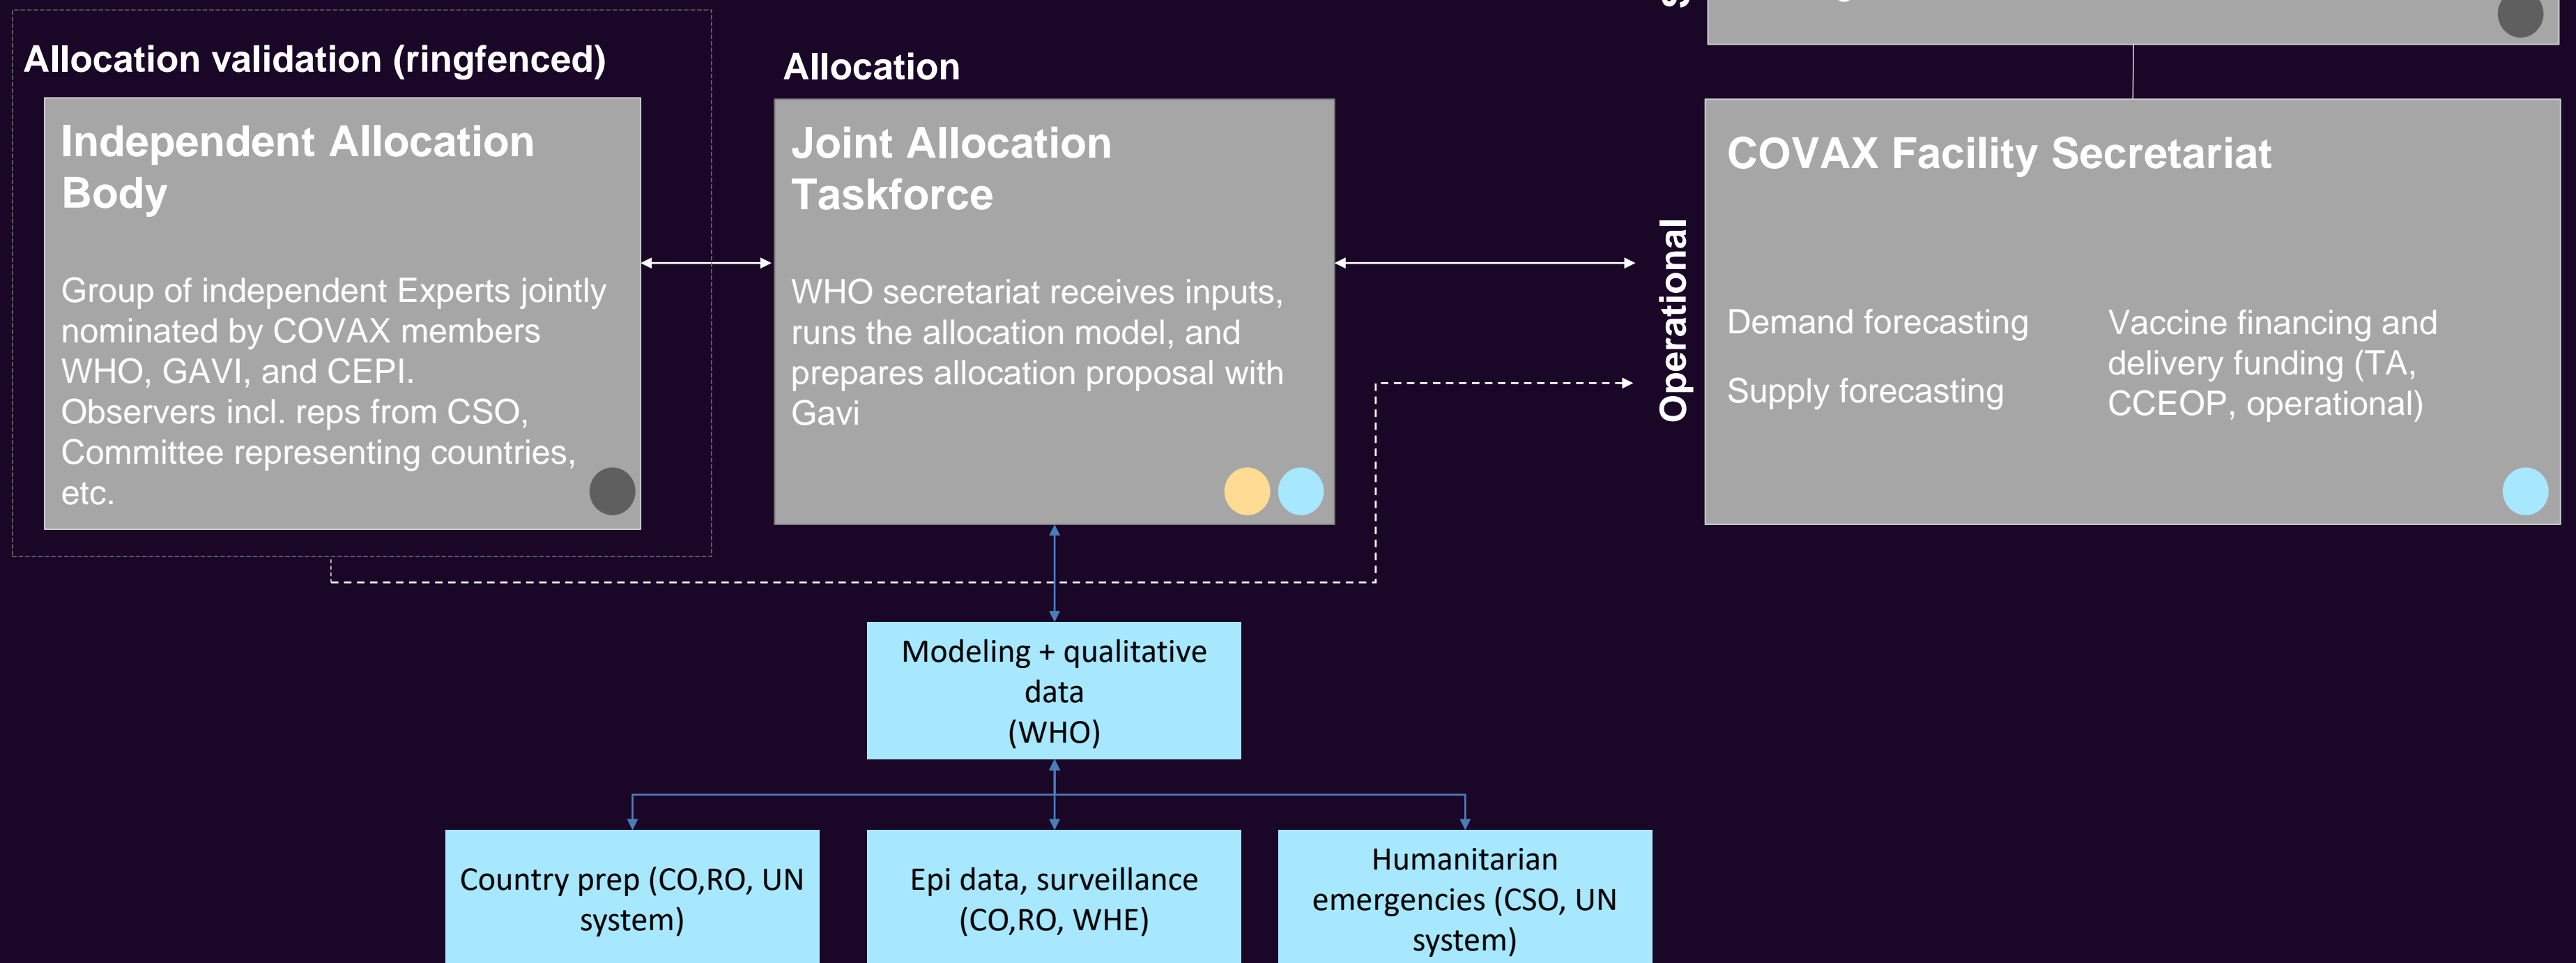 Allocation validation (ringfenced)
Independent Allocation
Body
Group of independent Experts jointly
nominated by COVAX members
WHO, GAVI, and CEPI.
Observers incl. reps from CSO,
Committee representing countries,
etc.
Allocation
Joint Allocation
Taskforce
WHO secretariat receives inputs,
runs the allocation model, and
prepares allocation proposal with
Gavi
Operational
COVAX Facility Secretariat
Demand forecasting
Supply forecasting
Vaccine financing and
delivery funding (TA,
CCEOP, operational)
Modeling + qualitative
data
(WHO)
Country prep (CO,RO, UN
system)
Epi data, surveillance
(CO,RO, WHE)
Humanitarian
emergencies (CSO, UN
system)